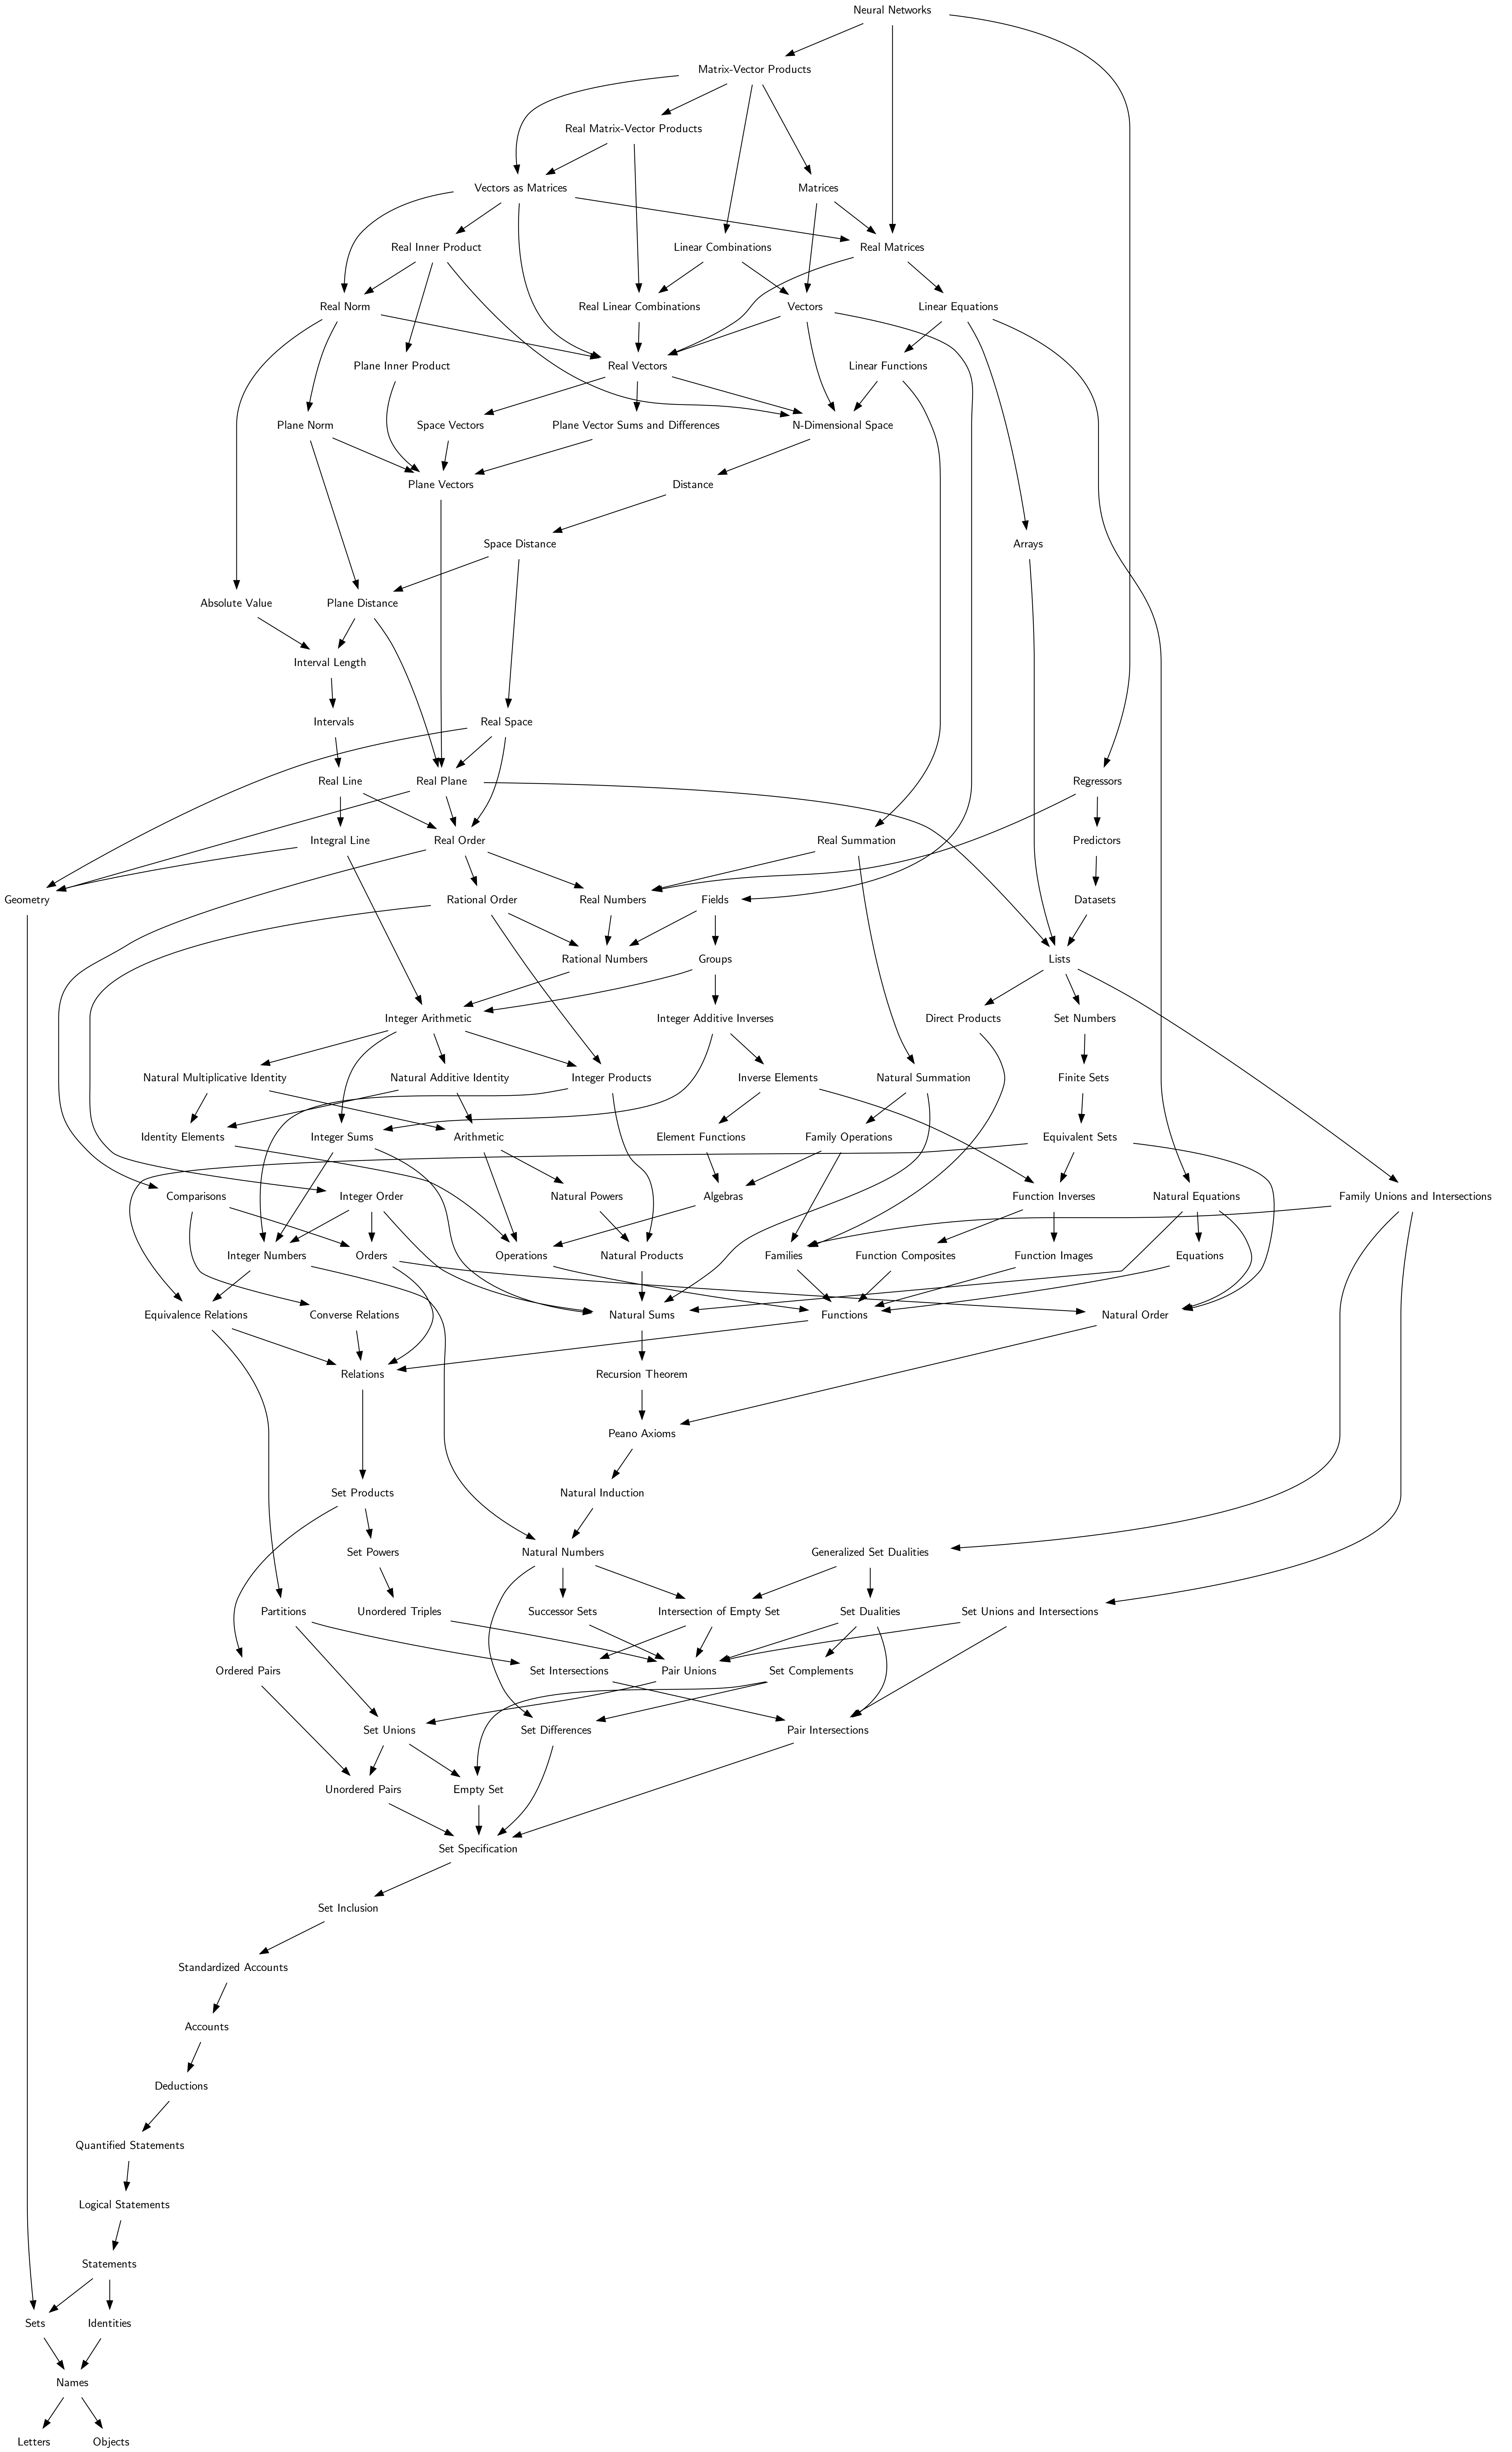 Neural Networks
Matrix-Vector Products
Real Matrix-Vector Products
Vectors as Matrices
Matrices
Real Inner Product
Linear Combinations
Real Matrices
Real Norm
Real Linear Combinations
Vectors
Linear Equations
Plane Inner Product
Real Vectors
Linear Functions
Plane Norm
Space Vectors
Plane Vector Sums and Differences
N-Dimensional Space
Plane Vectors
Distance
Space Distance
Arrays
Absolute Value
Plane Distance
Interval Length
Intervals
Real Space
Real Line
Real Plane
Regressors
Integral Line
Real Order
Real Summation
Predictors
Geometry
Rational Order
Real Numbers
Fields
Datasets
Rational Numbers
Groups
Lists
Integer Arithmetic
Integer Additive Inverses
Direct Products
Set Numbers
Natural Multiplicative Identity
Natural Additive Identity
Integer Products
Inverse Elements
Natural Summation
Finite Sets
Identity Elements
Integer Sums
Arithmetic
Element Functions
Family Operations
Equivalent Sets
Comparisons
Integer Order
Natural Powers
Algebras
Function Inverses
Natural Equations
Family Unions and Intersections
Integer Numbers
Orders
Operations
Natural Products
Families
Function Composites
Function Images
Equations
Equivalence Relations
Converse Relations
Natural Sums
Functions
Natural Order
Relations
Recursion Theorem
Peano Axioms
Set Products
Natural Induction
Set Powers
Natural Numbers
Generalized Set Dualities
Partitions
Unordered Triples
Successor Sets
Intersection of Empty Set
Set Dualities
Set Unions and Intersections
Ordered Pairs
Set Intersections
Pair Unions
Set Complements
Set Unions
Set Differences
Pair Intersections
Unordered Pairs
Empty Set
Set Specification
Set Inclusion
Standardized Accounts
Accounts
Deductions
Quantified Statements
Logical Statements
Statements
Sets
Identities
Names
Letters
Objects